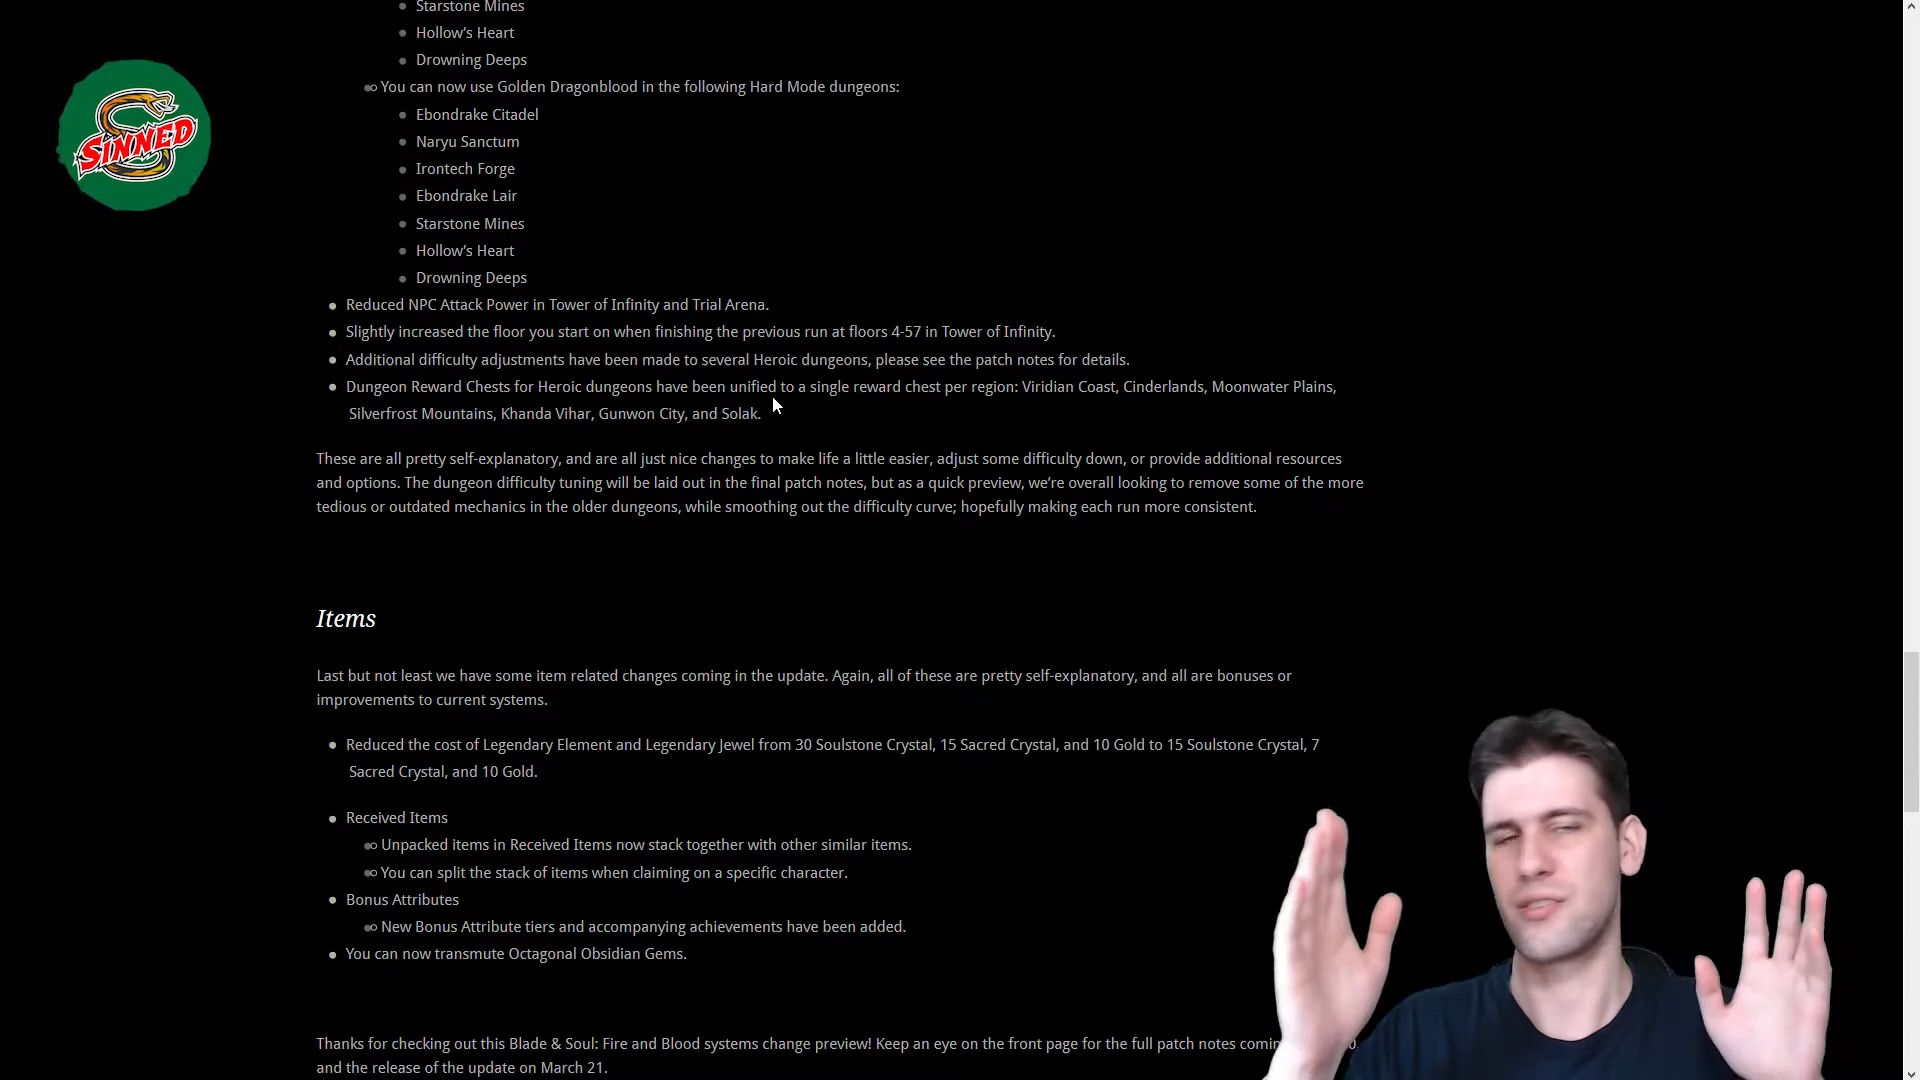 Starstone Mines
Hollow's Heart
Drowning Deeps
You can now use Golden Dragonblood in the following Hard Mode dungeons:
SINNED
Ebondrake Citadel
Naryu Sanctum
Irontech Forge
Ebondrake Lair
Starstone Mines
Hollow's Heart
Drowning Deeps
Reduced NPC Attack Power in Tower of Infinity and Trial Arena.
Slightly increased the floor you start on when finishing the previous run at floors 4-57 in Tower of Infinity.
Additional difficulty adjustments have been made to several Heroic dungeons, please see the patch notes for details.
Dungeon Reward Chests for Heroic dungeons have been unified to a single reward chest per region: Viridian Coast, Cinderlands, Moonwater Plains,
Silverfrost Mountains, Khanda Vihar, Gunwon City, and Solak.
These are all pretty self-explanatory, and are all just nice changes to make life a little easier, adjust some difficulty down, or provide additional resources
and options. The dungeon difficulty tuning will be laid out in the final patch notes, but as a quick preview, we're overall looking to remove some of the more
tedious or outdated mechanics in the older dungeons, while smoothing out the difficulty curve; hopefully making each run more consistent.
Items
Last but not least we have some item related changes coming in the update. Again, all of these are pretty self-explanatory, and all are bonuses or
improvements to current systems.
Reduced the cost of Legendary Element and Legendary Jewel from 30 Soulstone Crystal, 15 Sacred Crystal, and 10 Gold to 15 Soulstone Crystal, 7
Sacred Crystal, and 10 Gold.
Received Items
Unpacked items in Received Items now stack together with other similar items.
You can split the stack of items when claiming on a specific character.
Bonus Attributes
New Bonus Attribute tiers and accompanying achievements have been added.
You can now transmute Octagonal Obsidian Gems.
Thanks for checking out this Blade & Soul: Fire and Blood systems change preview! Keep an eye on the front page for the full patch notes
and the release of the update on March 21.